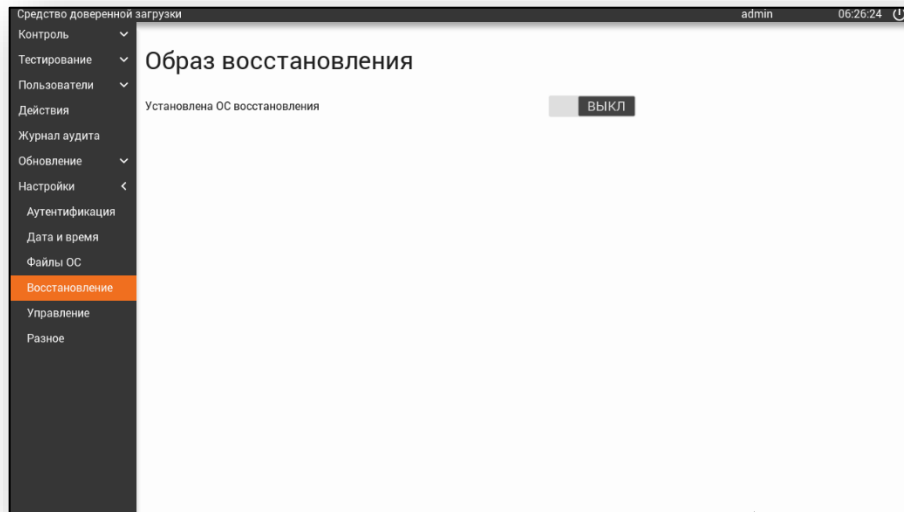 Средство доверенной загрузки admin 06:26:24
Контроль
Тестирование
Пользователи
Действия
Журнал аудита
Обновление
Настройки
Аутентификация
Дата и время
Файлы ОС
Восстановление
Управление
Разное
Образ восстановления
Установлена ОС восстановления ВЫКЛ